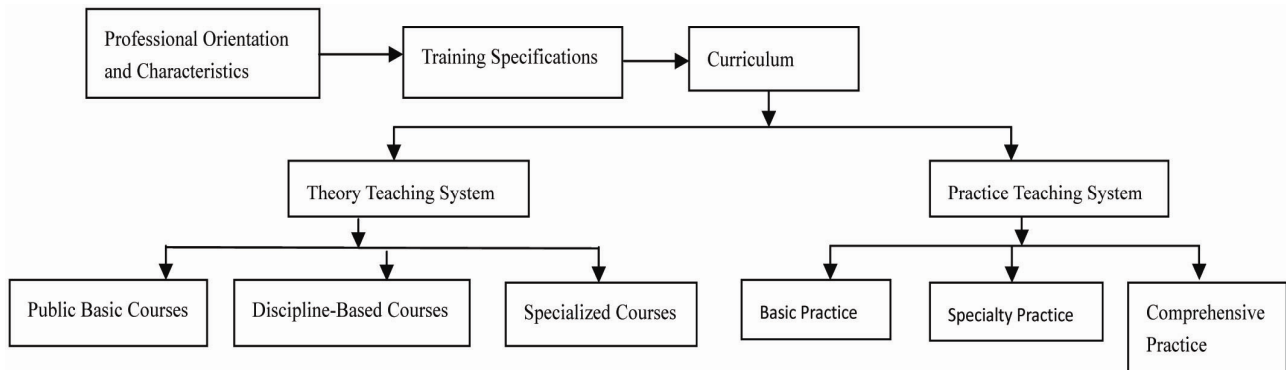 Professional Orientation
and Characteristics
Training Specifications
Curriculum
Theory Teaching System
Practice Teaching System
Public Basic Courses
Discipline-Based Courses
Specialized Courses
Basic Practice
Specialty Practice
Comprehensive
Practice